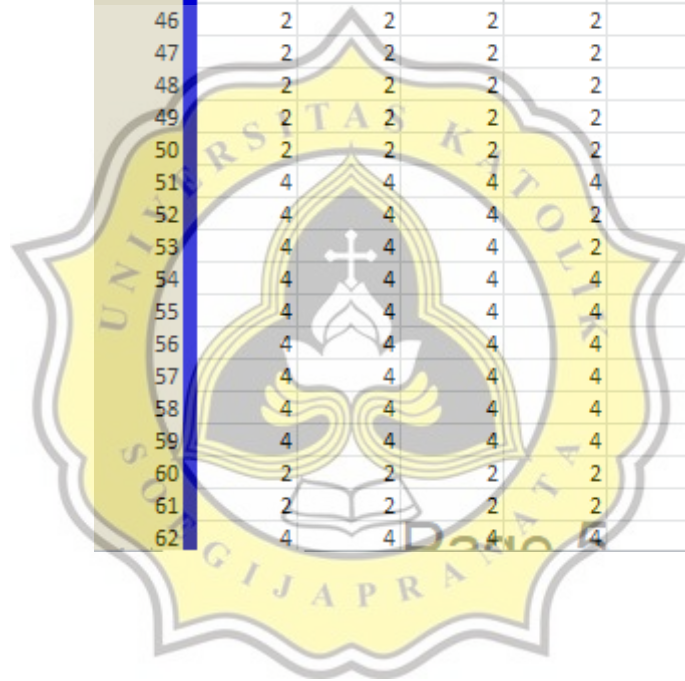 46 2 2 2 2
47 2 2 2 2
48 2 2 2 2
49 2 2 2 2
50 2 2 2 2
51 4 4 4 4
52 4 4 4 2
53 4 4 4 2
54 4 4 4 4
55 4 4 4 4
56 4 4 4 4
57 4 4 4 4
58 4 4 4 4
59 4 4 4 4
60 2 2 2 2
61 2 2 2 2
62 4 4 4 4
Page 5
UNIVERSITAS KATOLIK
SOEGIJAPRANATA